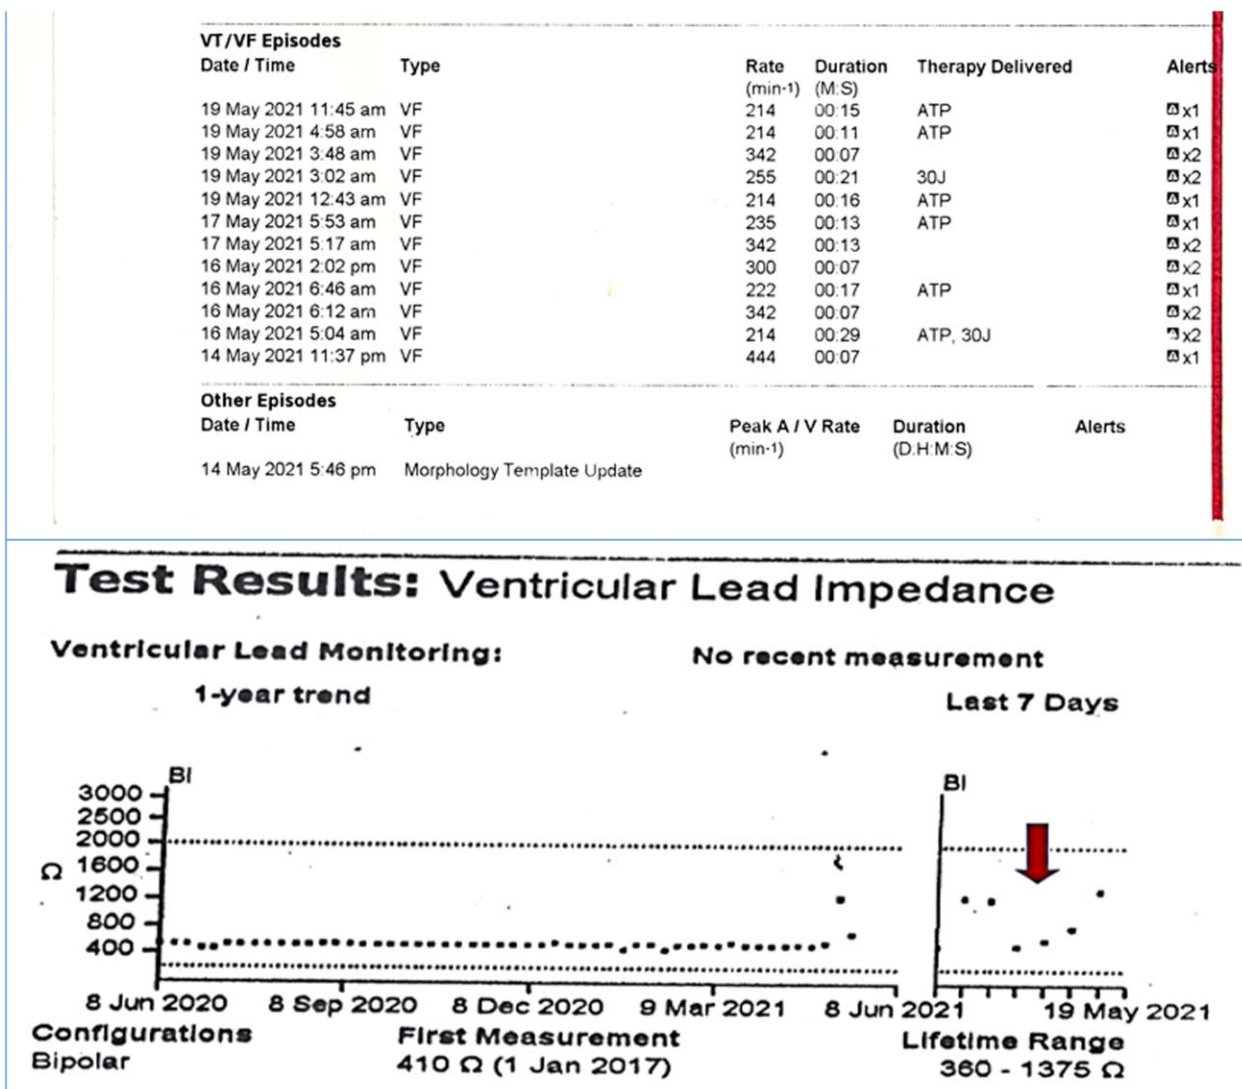 VT/VF Episodes
Date / Time Type Rate Duration Therapy Delivered Alerts
(min-1) (M:S)
19 May 2021 11:45 am VF 214 00:15 ATP x1
19 May 2021 4:58 am VF 214 00:11 ATP x1
19 May 2021 3:48 am VF 342 00:07 x2
19 May 2021 3:02 am VF 255 00:21 30J x2
19 May 2021 12:43 am VF 214 00:16 ATP x1
17 May 2021 5:53 am VF 235 00:13 ATP x1
17 May 2021 5:17 am VF 342 00:13 x2
16 May 2021 2:02 pm VF 300 00:07 x2
16 May 2021 6:46 am VF 222 00:17 ATP x1
16 May 2021 6:12 am VF 342 00:07 x2
16 May 2021 5:04 am VF 214 00:29 ATP, 30J x2
14 May 2021 11:37 pm VF 444 00:07 x1
Other Episodes
Date / Time Type Peak A / V Rate Duration Alerts
(min-1) (D:H:M:S)
14 May 2021 5:46 pm Morphology Template Update
Test Results: Ventricular Lead Impedance
Ventricular Lead Monitoring: No recent measurement
1-year trend Last 7 Days
BI BI
3000
2500
2000
Ω 1600
1200
800
400
8 Jun 2020 8 Sep 2020 8 Dec 2020 9 Mar 2021 8 Jun 2021 19 May 2021
Configurations First Measurement Lifetime Range
Bipolar 410 Ω (1 Jan 2017) 360 - 1375 Ω